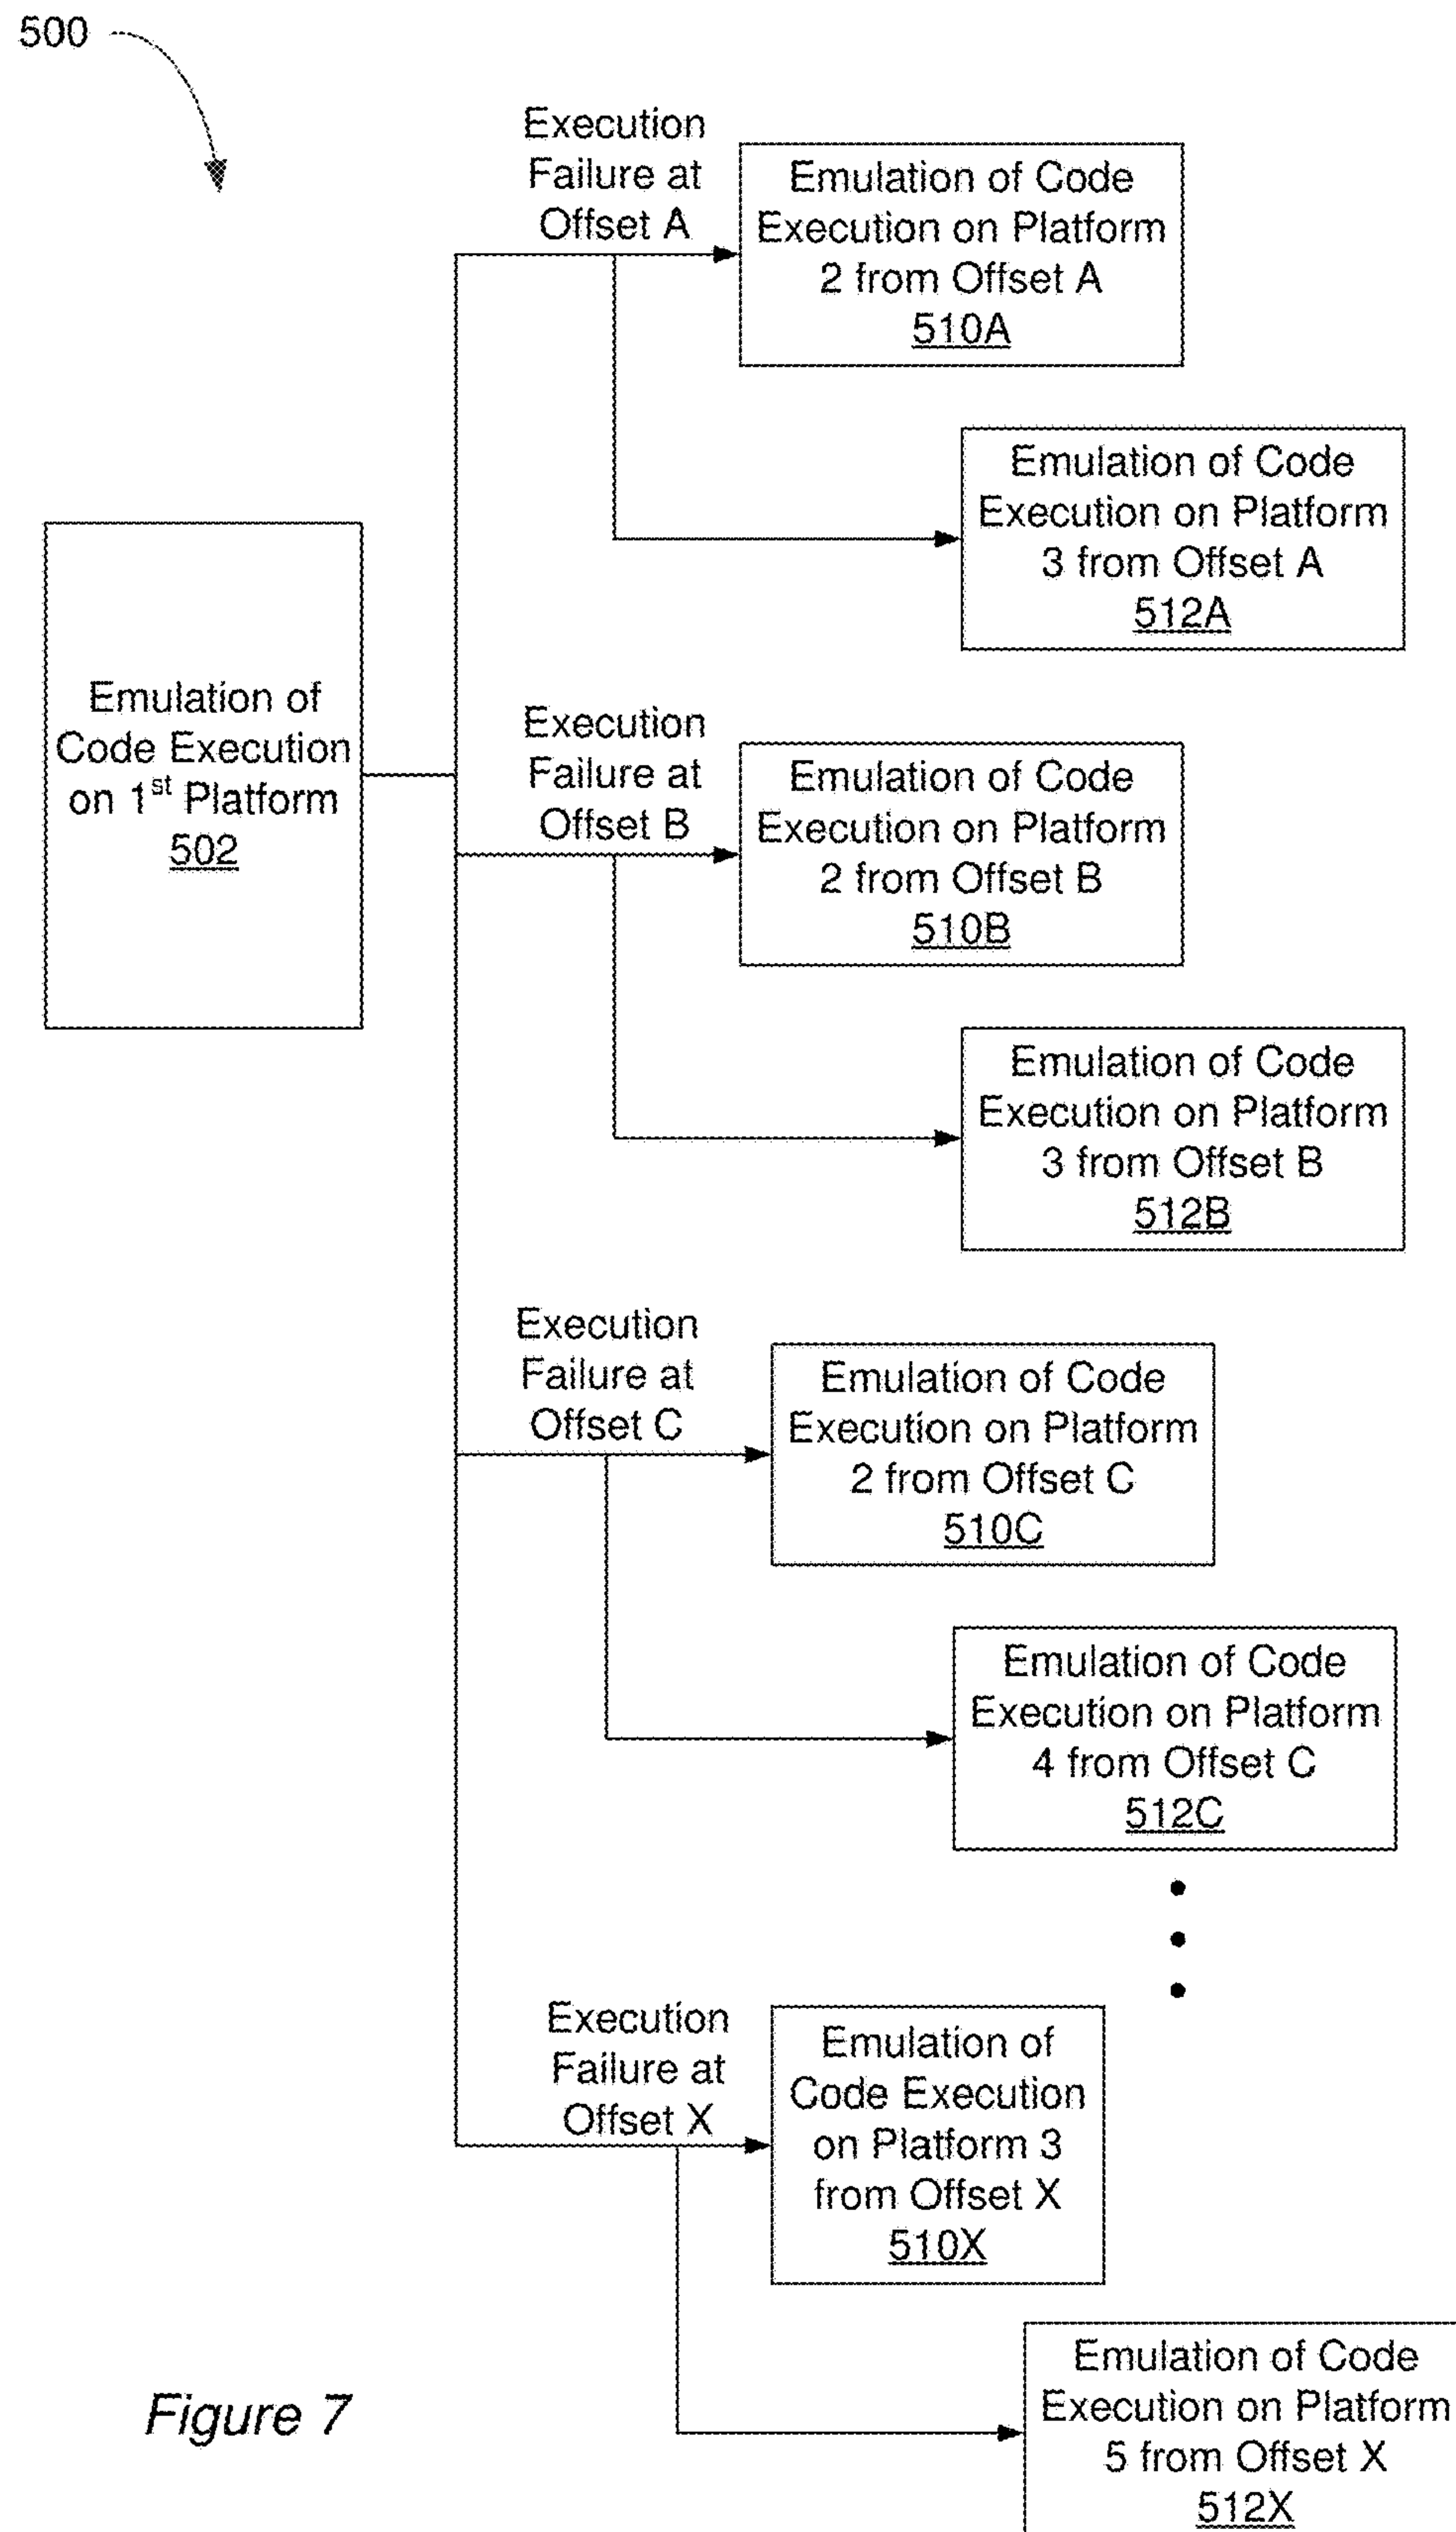 500
Execution
Failure at
Offset A
Emulation of Code
Execution on Platform
2 from Offset A
510A
Emulation of Code
Execution on Platform
3 from Offset A
512A
Emulation of
Code Execution
on 1st Platform
502
Execution
Failure at
Offset B
Emulation of Code
Execution on Platform
2 from Offset B
510B
Emulation of Code
Execution on Platform
3 from Offset B
512B
Execution
Failure at
Offset C
Emulation of Code
Execution on Platform
2 from Offset C
510C
Emulation of Code
Execution on Platform
4 from Offset C
512C
Execution
Failure at
Offset X
Emulation of
Code Execution
on Platform 3
from Offset X
510X
Emulation of Code
Execution on Platform
5 from Offset X
512X
Figure 7